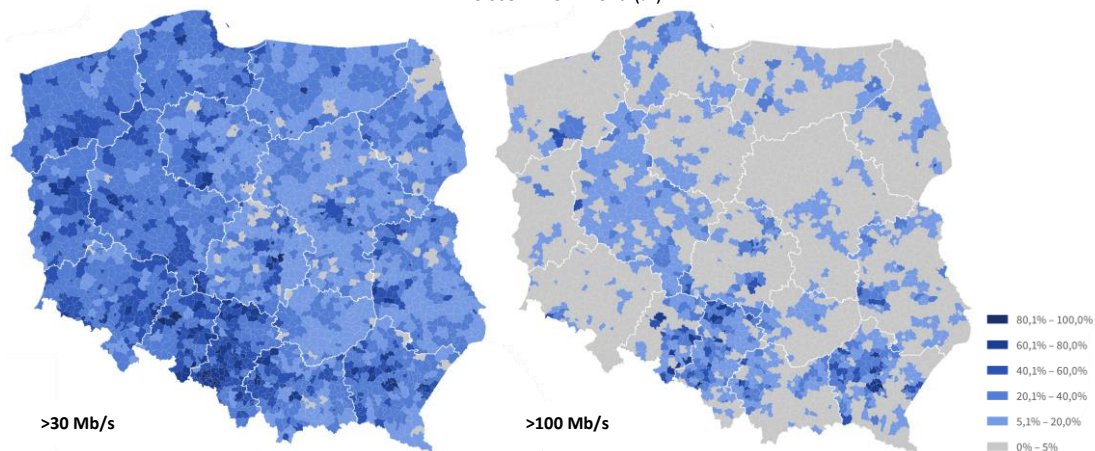 >30 Mb/s
>100 Mb/s
80,1% – 100,0%
60,1% – 80,0%
40,1% – 60,0%
20,1% – 40,0%
5,1% – 20,0%
0% – 5%